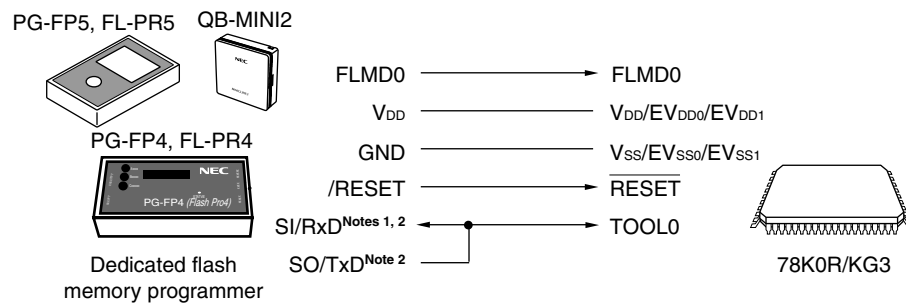 PG-FP5, FL-PR5
QB-MINI2
NEC
FLMD0
FLMD0
VDD
VDD/EVDD0/EVDD1
PG-FP4, FL-PR4
GND
VSS/EVSS0/EVSS1
NEC
/RESET
RESET
PG-FP4 (Flash Pro4)
SI/RxDNotes 1, 2
TOOL0
SO/TxDNote 2
Dedicated flash
memory programmer
78K0R/KG3